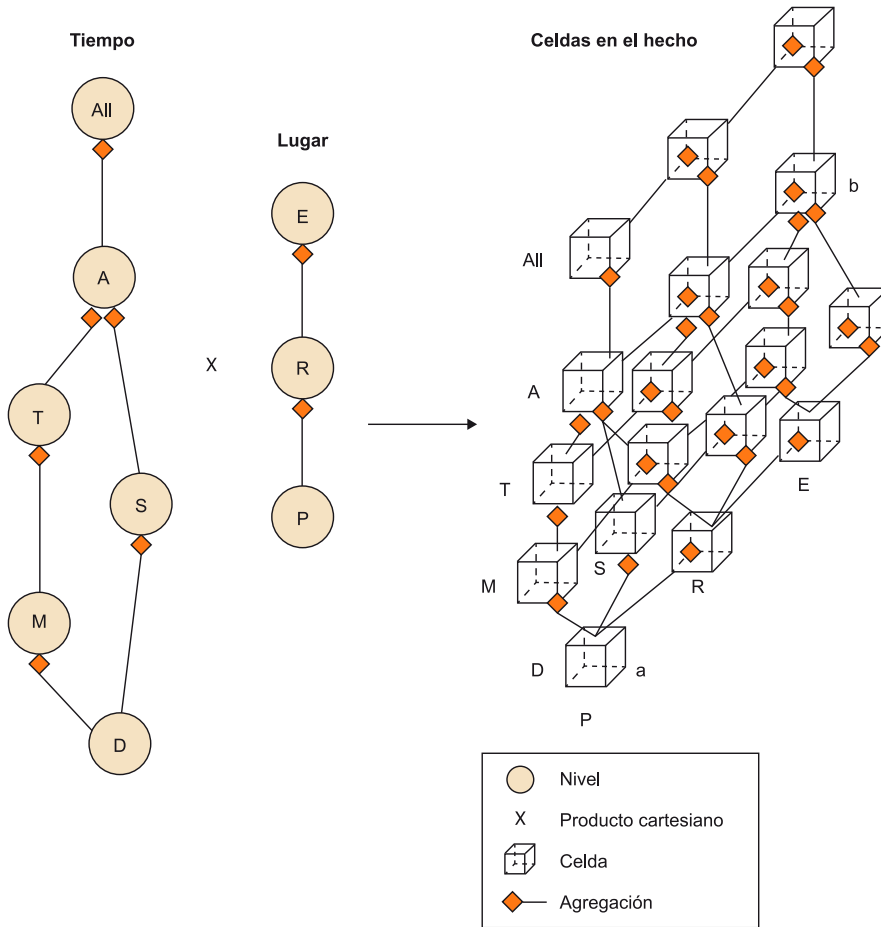 Tiempo
Celdas en el hecho
All
Lugar
E
b
All
A
X
R
A
T
S
P
T
E
M
S
M
R
D
D
a
P
Nivel
X
Producto cartesiano
Celda
Agregación